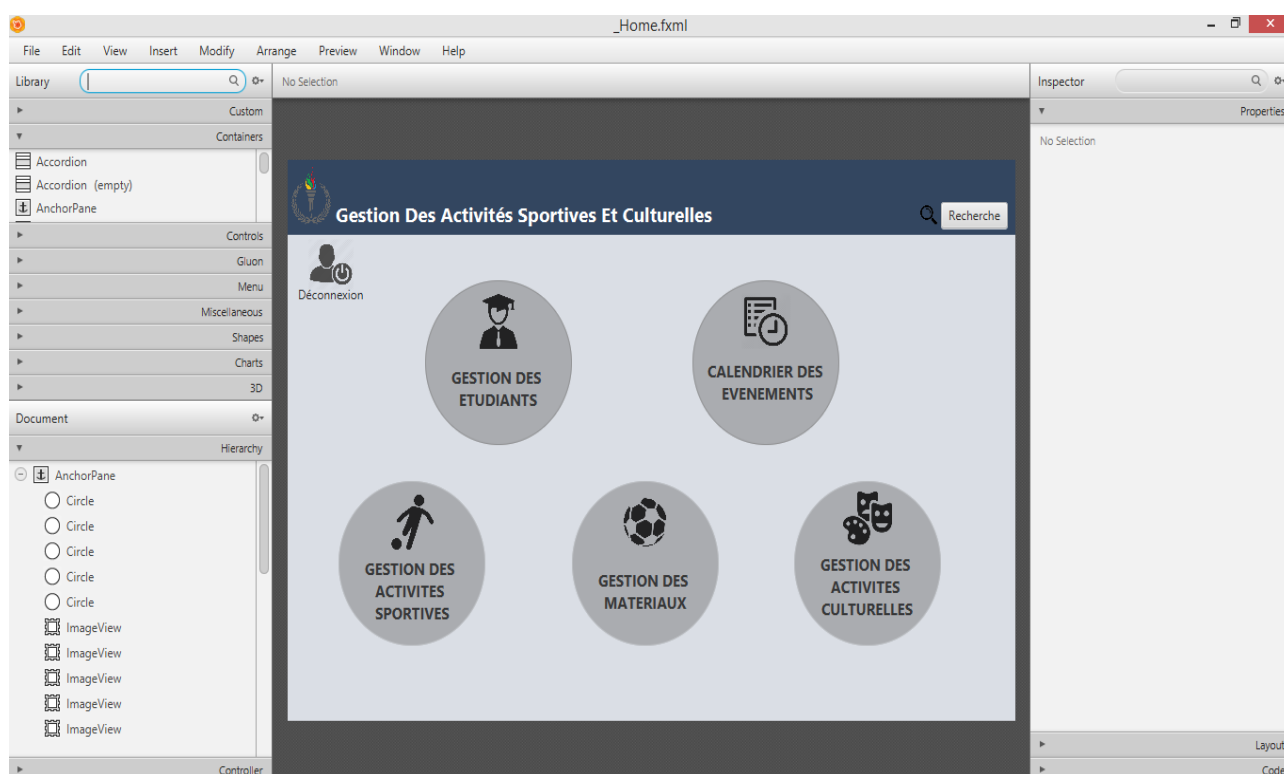 _Home.fxml
File Edit View Insert Modify Arrange Preview Window Help
Library
No Selection
Inspector
Custom
Containers
Accordion
Accordion (empty)
AnchorPane
Controls
Gluon
Menu
Miscellaneous
Shapes
Charts
3D
Document
Hierarchy
AnchorPane
Circle
Circle
Circle
Circle
Circle
ImageView
ImageView
ImageView
ImageView
ImageView
Controller
Gestion Des Activités Sportives Et Culturelles
Recherche
Déconnexion
GESTION DES
ETUDIANTS
CALENDRIER DES
EVENEMENTS
GESTION DES
ACTIVITES
SPORTIVES
GESTION DES
MATERIAUX
GESTION DES
ACTIVITES
CULTURELLES
Properties
No Selection
Layout
Code